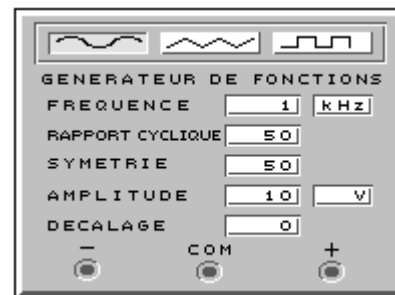 GENERATEUR DE FONCTIONS
FREQUENCE 1 kHz
RAPPORT CYCLIQUE 50
SYMETRIE 50
AMPLITUDE 10 V
DECALAGE 0
− COM +